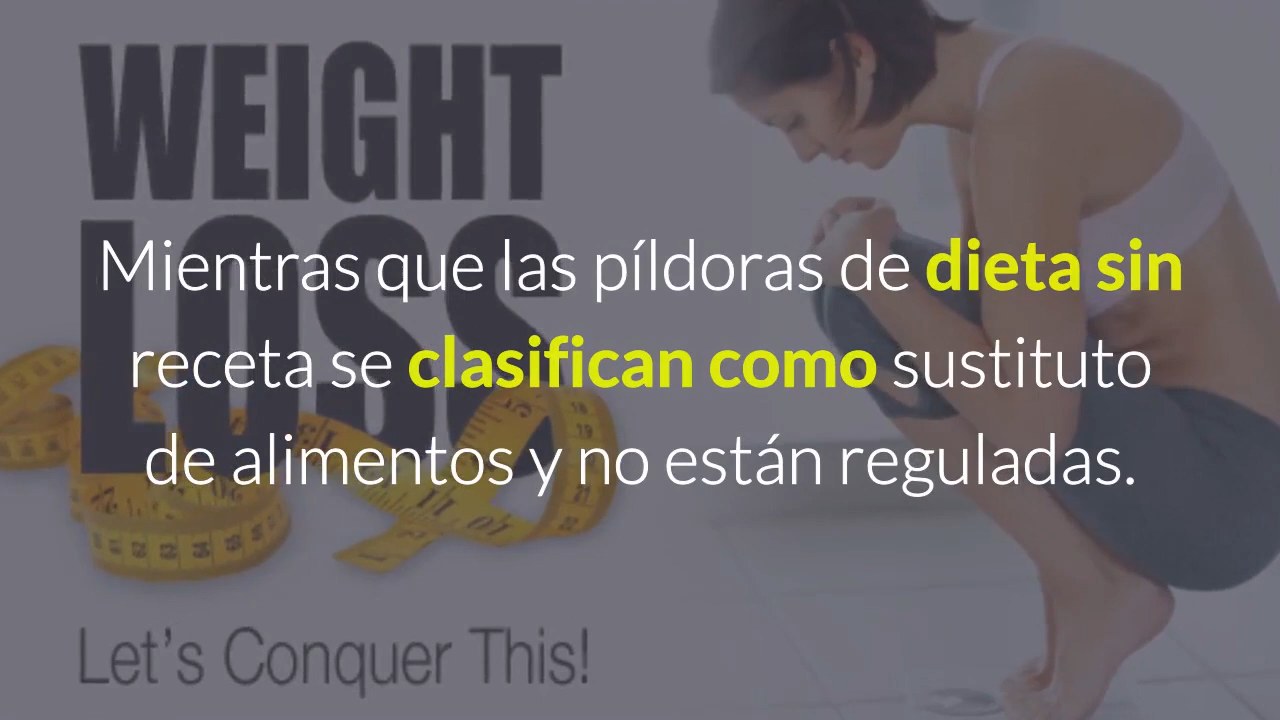 WEIGHT
LOSS
Mientras que las píldoras de dieta sin
receta se clasifican como sustituto
de alimentos y no están reguladas.
Let's Conquer This!